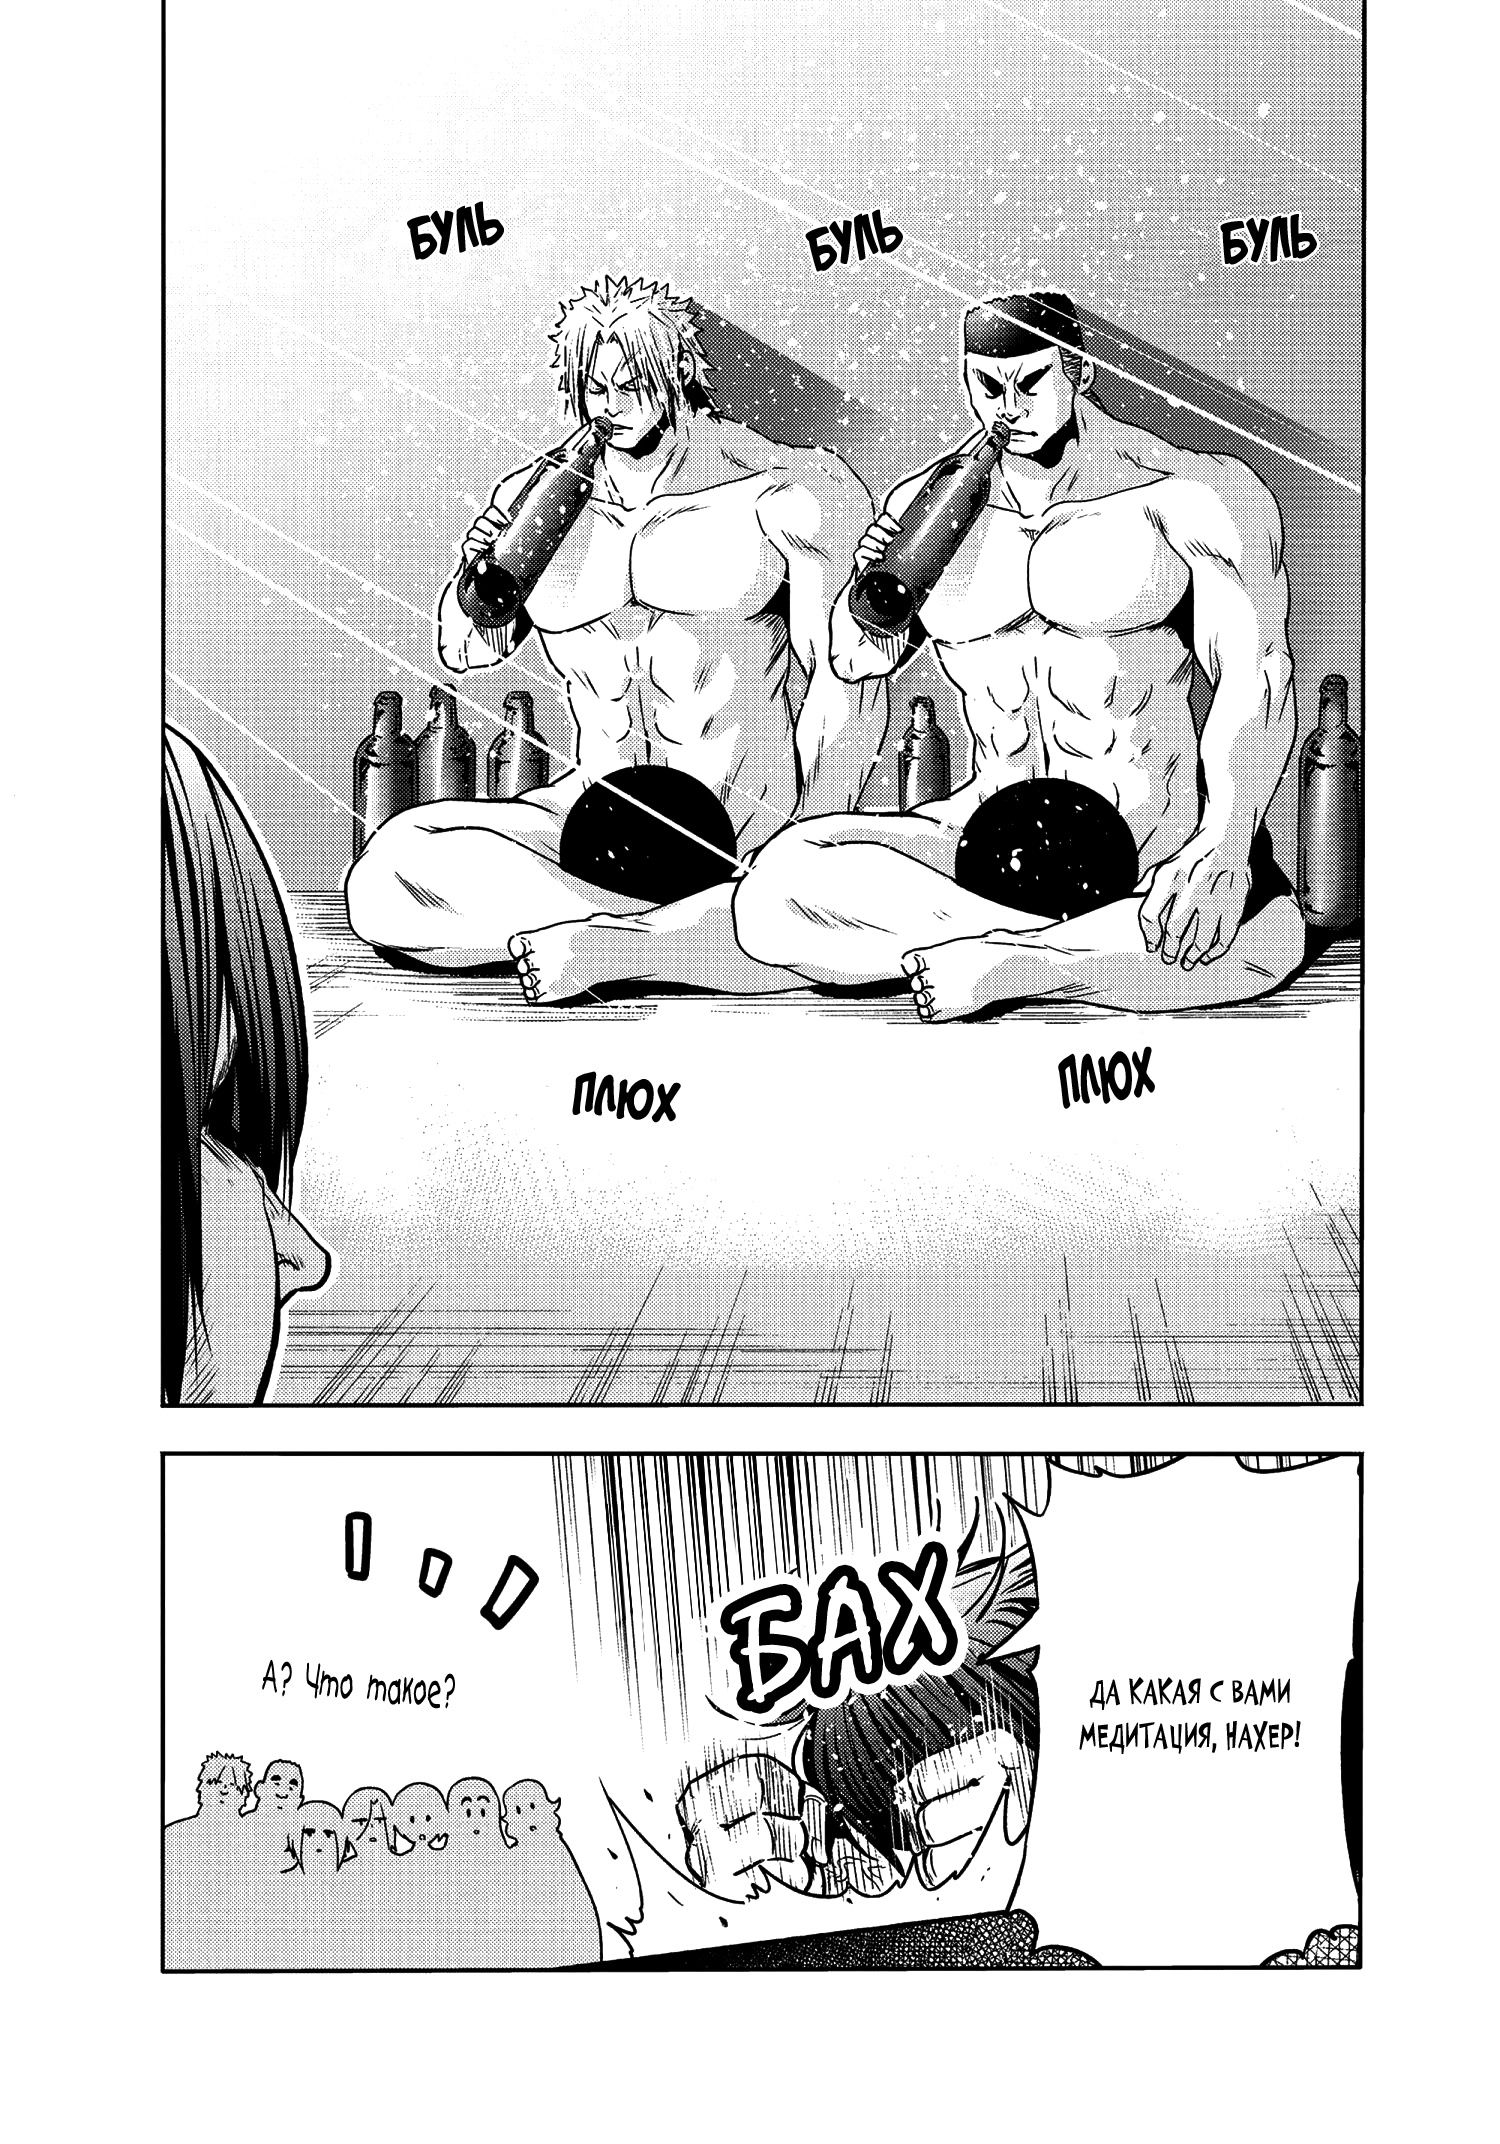 БУЛЬ
БУЛЬ
БУЛЬ
ПЛЮХ
ПЛЮХ
ДА КАКАЯ С ВАМИ
МЕДИТАЦИЯ, НАХЕР!
БАХ
А? Что такое?